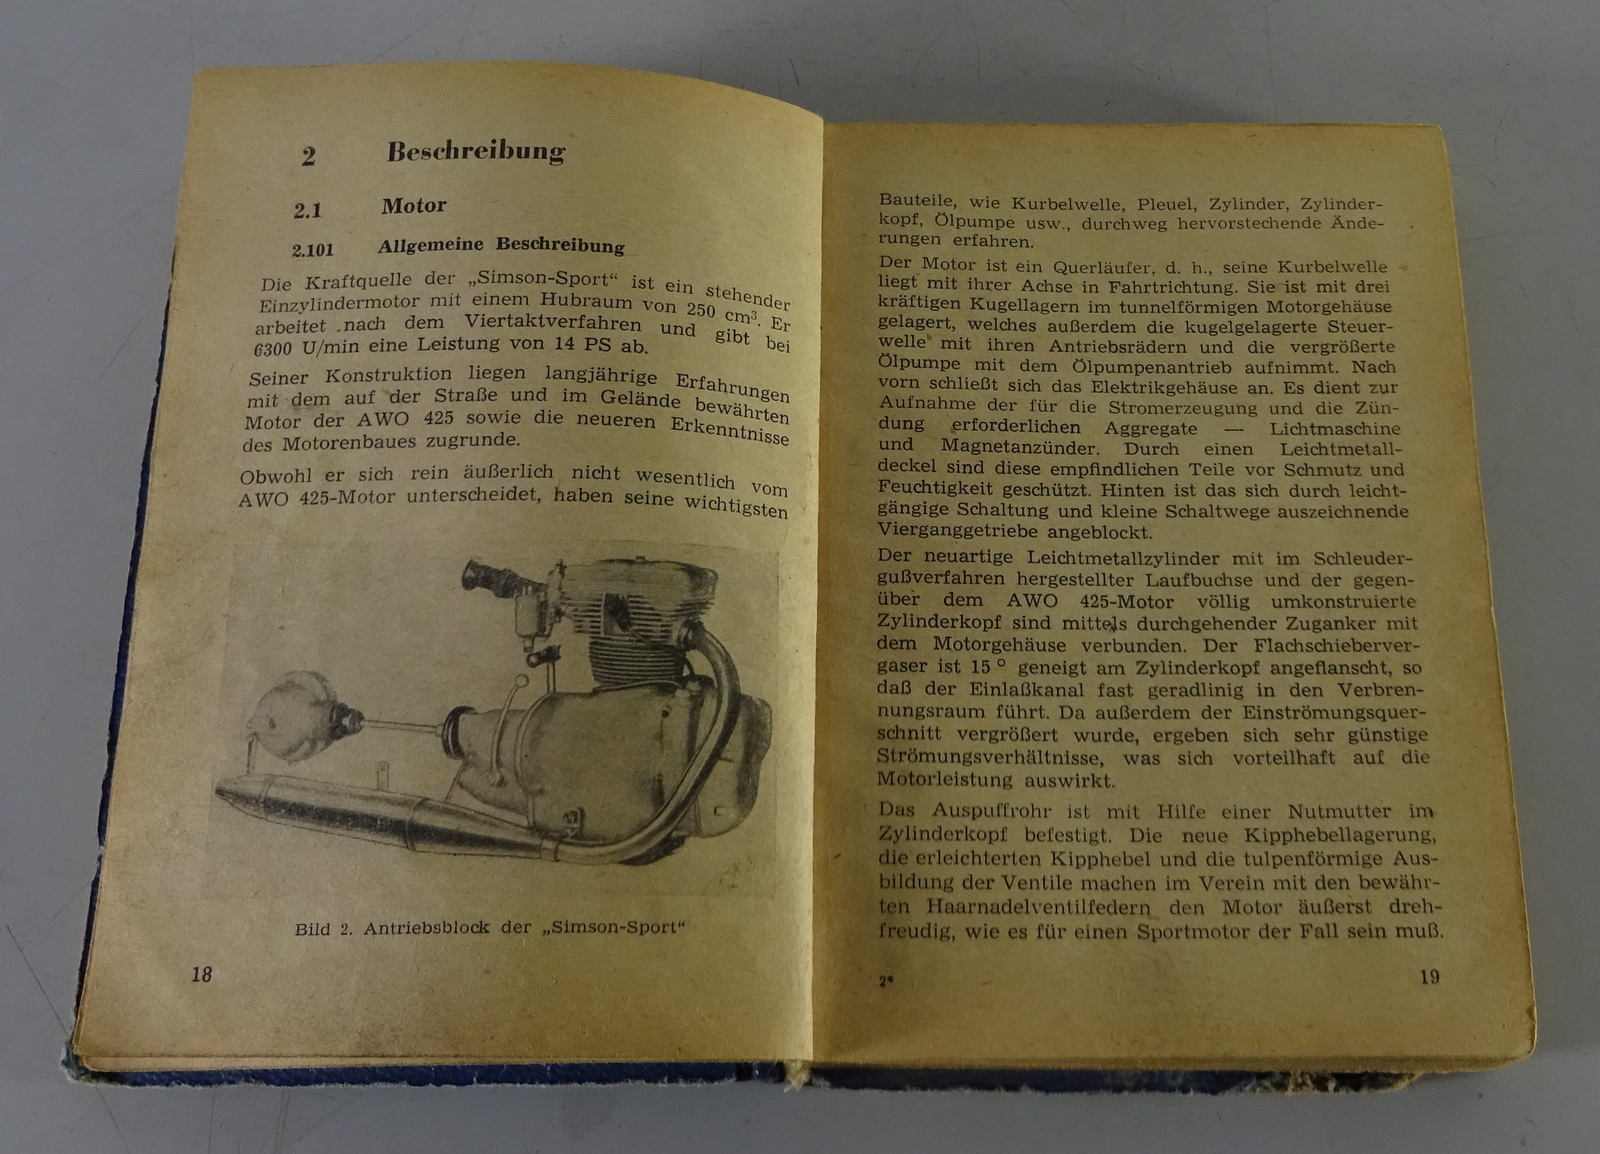 2 Beschreibung
2.1 Motor
2.101 Allgemeine Beschreibung
Die Kraftquelle der „Simson-Sport“ ist ein stehender
Einzylindermotor mit einem Hubraum von 250 cm³. Er
arbeitet nach dem Viertaktverfahren und gibt bei
6300 U/min eine Leistung von 14 PS ab.
Seiner Konstruktion liegen langjährige Erfahrungen
mit dem auf der Straße und im Gelände bewährten
Motor der AWO 425 sowie die neueren Erkenntnisse
des Motorenbaues zugrunde.
Obwohl er sich rein äußerlich nicht wesentlich vom
AWO 425-Motor unterscheidet, haben seine wichtigsten
Bild 2. Antriebsblock der „Simson-Sport“
18
Bauteile, wie Kurbelwelle, Pleuel, Zylinder, Zylinder-
kopf, Ölpumpe usw., durchweg hervorstechende Ände-
rungen erfahren.
Der Motor ist ein Querläufer, d. h., seine Kurbelwelle
liegt mit ihrer Achse in Fahrtrichtung. Sie ist mit drei
kräftigen Kugellagern im tunnelförmigen Motorgehäuse
gelagert, welches außerdem die kugelgelagerte Steuer-
welle mit ihren Antriebsrädern und die vergrößerte
Ölpumpe mit dem Ölpumpenantrieb aufnimmt. Nach
vorn schließt sich das Elektrikgehäuse an. Es dient zur
Aufnahme der für die Stromerzeugung und die Zün-
dung erforderlichen Aggregate — Lichtmaschine
und Magnetanzünder. Durch einen Leichtmetall-
deckel sind diese empfindlichen Teile vor Schmutz und
Feuchtigkeit geschützt. Hinten ist das sich durch leicht-
gängige Schaltung und kleine Schaltwege auszeichnende
Vierganggetriebe angeblockt.
Der neuartige Leichtmetallzylinder mit im Schleuder-
gußverfahren hergestellter Laufbuchse und der gegen-
über dem AWO 425-Motor völlig umkonstruierte
Zylinderkopf sind mittels durchgehender Zuganker mit
dem Motorgehäuse verbunden. Der Flachschieberver-
gaser ist 15° geneigt am Zylinderkopf angeflanscht, so
daß der Einlaßkanal fast geradlinig in den Verbren-
nungsraum führt. Da außerdem der Einströmungsquer-
schnitt vergrößert wurde, ergeben sich sehr günstige
Strömungsverhältnisse, was sich vorteilhaft auf die
Motorleistung auswirkt.
Das Auspuffrohr ist mit Hilfe einer Nutmutter im
Zylinderkopf befestigt. Die neue Kipphebellagerung,
die erleichterten Kipphebel und die tulpenförmige Aus-
bildung der Ventile machen im Verein mit den bewähr-
ten Haarnadelventilfedern den Motor äußerst dreh-
freudig, wie es für einen Sportmotor der Fall sein muß.
2* 19